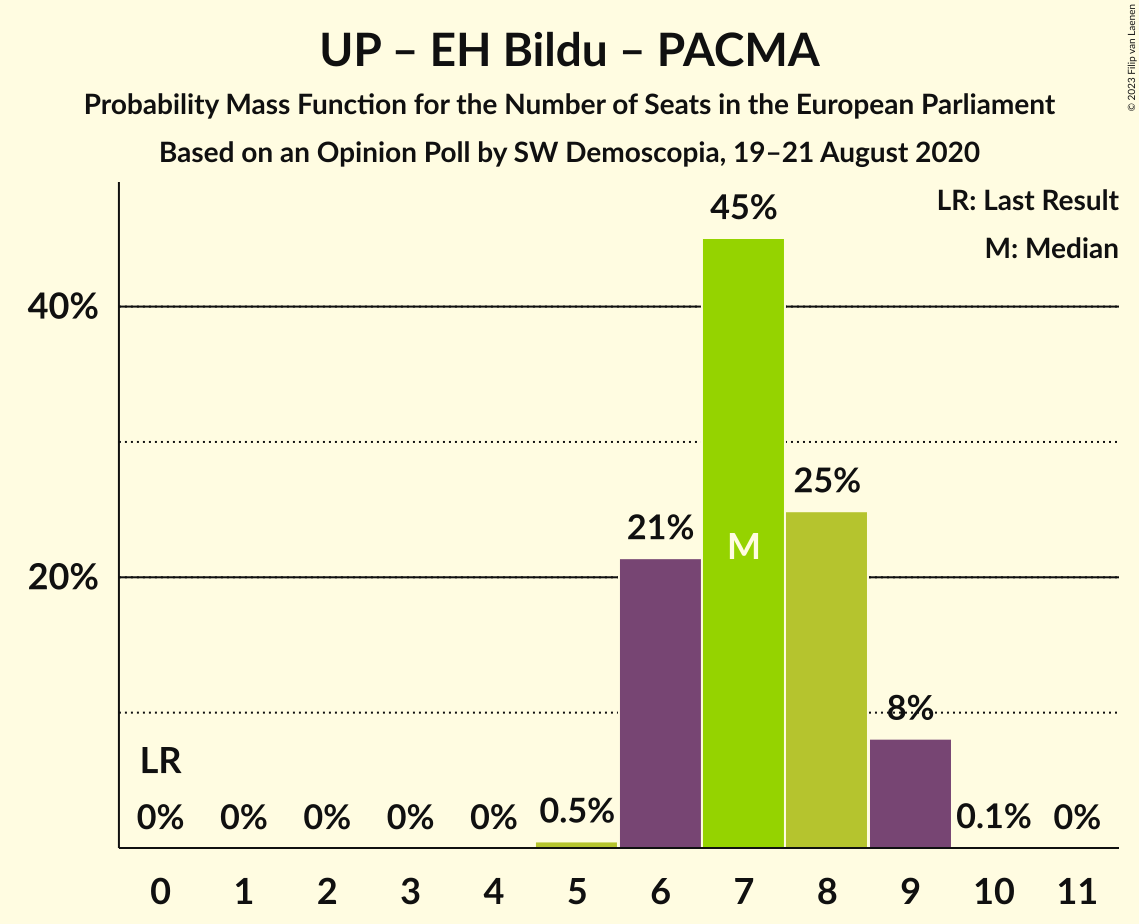 UP – EH Bildu – PACMA
Probability Mass Function for the Number of Seats in the European Parliament
Based on an Opinion Poll by SW Demoscopia, 19–21 August 2020
© 2023 Filip van Laenen
LR: Last Result
M: Median
45%
40%
25%
21%
M
20%
8%
LR
0% 0% 0% 0% 0% 0.5% 0.1% 0%
0 1 2 3 4 5 6 7 8 9 10 11